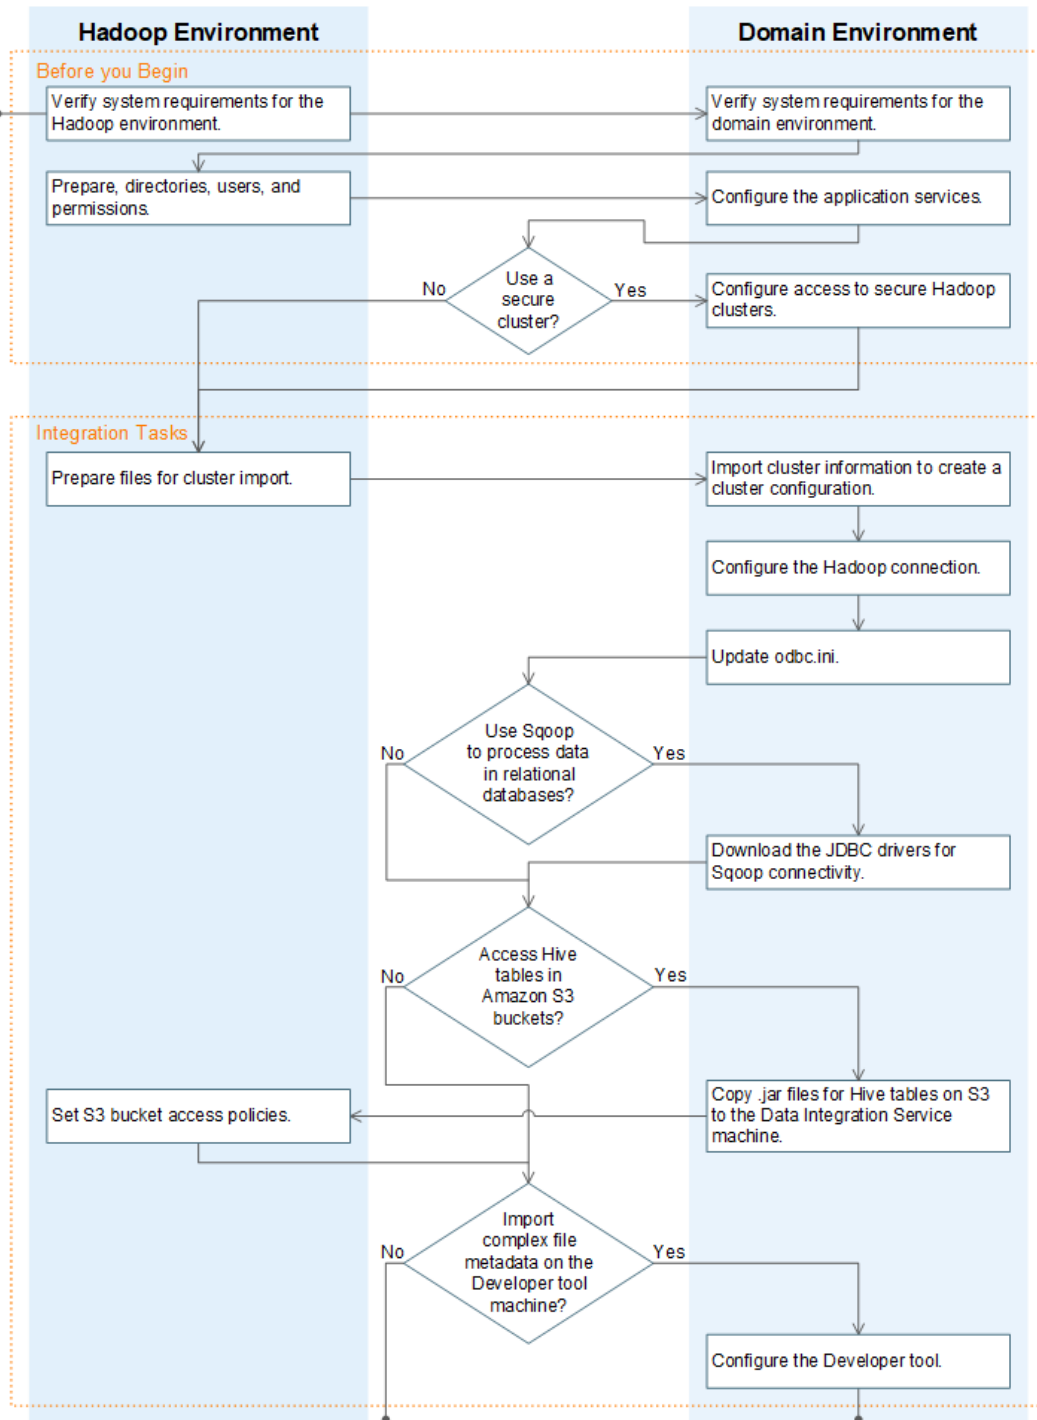 Hadoop Environment
Domain Environment
Before you Begin
Verify system requirements for the
Hadoop environment.
Verify system requirements for the
domain environment.
Prepare, directories, users, and
permissions.
Configure the application services.
Use a
secure
cluster?
No
Yes
Configure access to secure Hadoop
clusters.
Integration Tasks
Prepare files for cluster import.
Import cluster information to create a
cluster configuration.
Configure the Hadoop connection.
Update odbc.ini.
Use Sqoop
to process data
in relational
databases?
No
Yes
Download the JDBC drivers for
Sqoop connectivity.
Access Hive
tables in
Amazon S3
buckets?
No
Yes
Set S3 bucket access policies.
Copy .jar files for Hive tables on S3
to the Data Integration Service
machine.
Import
complex file
metadata on the
Developer tool
machine?
No
Yes
Configure the Developer tool.